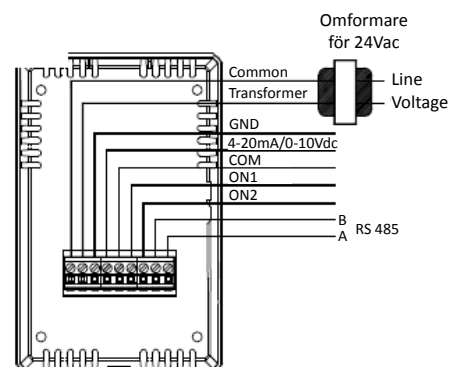 Omformare
för 24Vac
Common
Line
Transformer
Voltage
GND
4-20mA/0-10Vdc
COM
ON1
ON2
B
RS 485
A